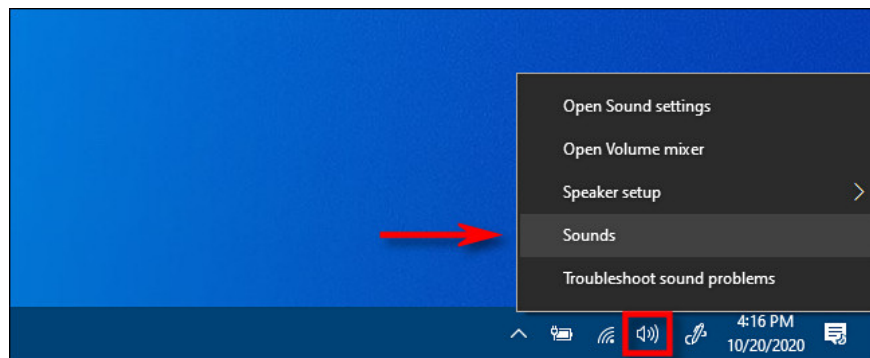 Open Sound settings
Open Volume mixer
Speaker setup
Sounds
Troubleshoot sound problems
4:16 PM
10/20/2020